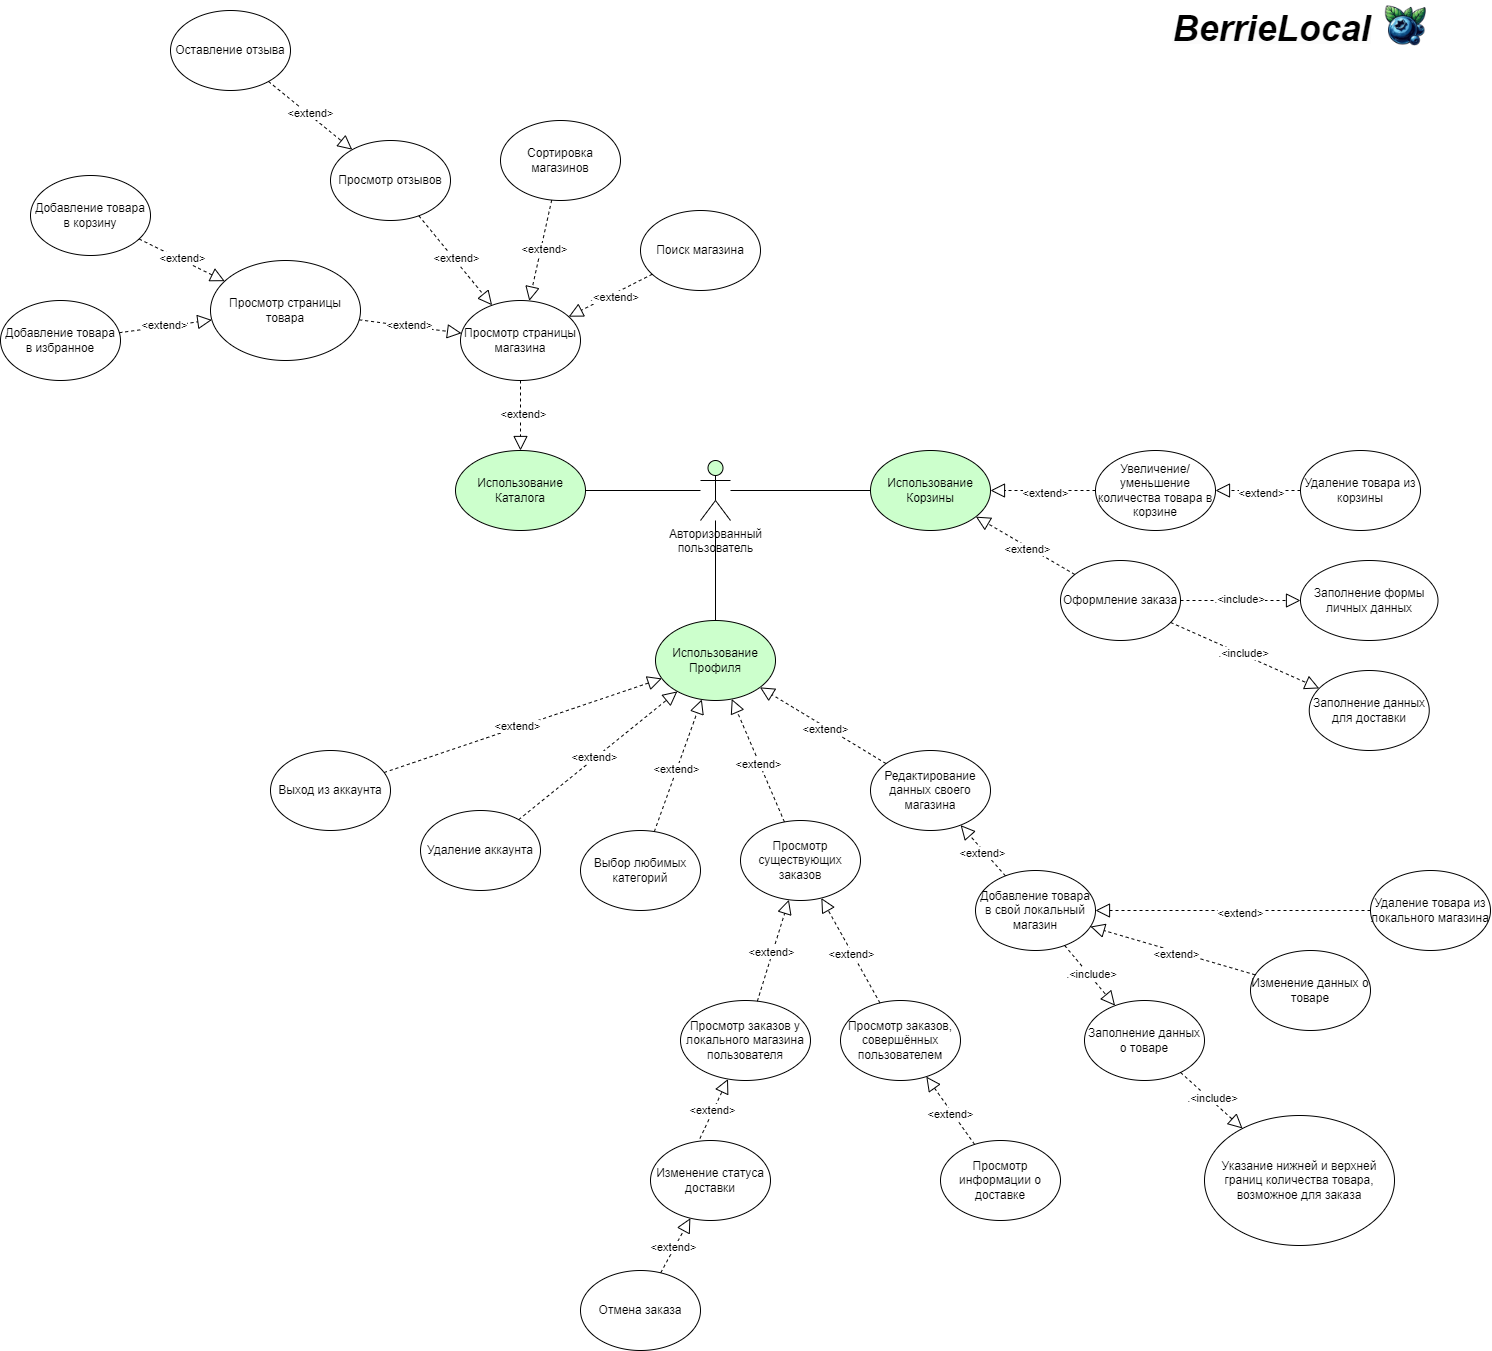 BerrieLocal
Оставление отзыва
<extend>
Просмотр отзывов
Сортировка
магазинов
Добавление товара
в корзину
<extend>
<extend>
<extend>
Поиск магазина
<extend>
Просмотр страницы
товара
Добавление товара
в избранное
<extend>
<extend>
Просмотр страницы
магазина
<extend>
Использование
Каталога
Авторизованный
пользователь
Использование
Корзины
<extend>
Увеличение/
уменьшение
количества товара в
корзине
<extend>
Удаление товара из
корзины
<extend>
Оформление заказа
.<include>
Заполнение формы
личных данных
.<include>
Заполнение данных
для доставки
Использование
Профиля
<extend>
<extend>
<extend>
<extend>
<extend>
Выход из аккаунта
Удаление аккаунта
Выбор любимых
категорий
Просмотр
существующих
заказов
Редактирование
данных своего
магазина
<extend>
Добавление товара
в свой локальный
магазин
<extend>
Удаление товара из
локального магазина
<extend>
Изменение данных о
товаре
.<include>
Заполнение данных
о товаре
<extend>
<extend>
Просмотр заказов у
локального магазина
пользователя
Просмотр заказов,
совершённых
пользователем
.<include>
Указание нижней и верхней
границ количества товара,
возможное для заказа
<extend>
<extend>
Изменение статуса
доставки
Просмотр
информации о
доставке
<extend>
Отмена заказа